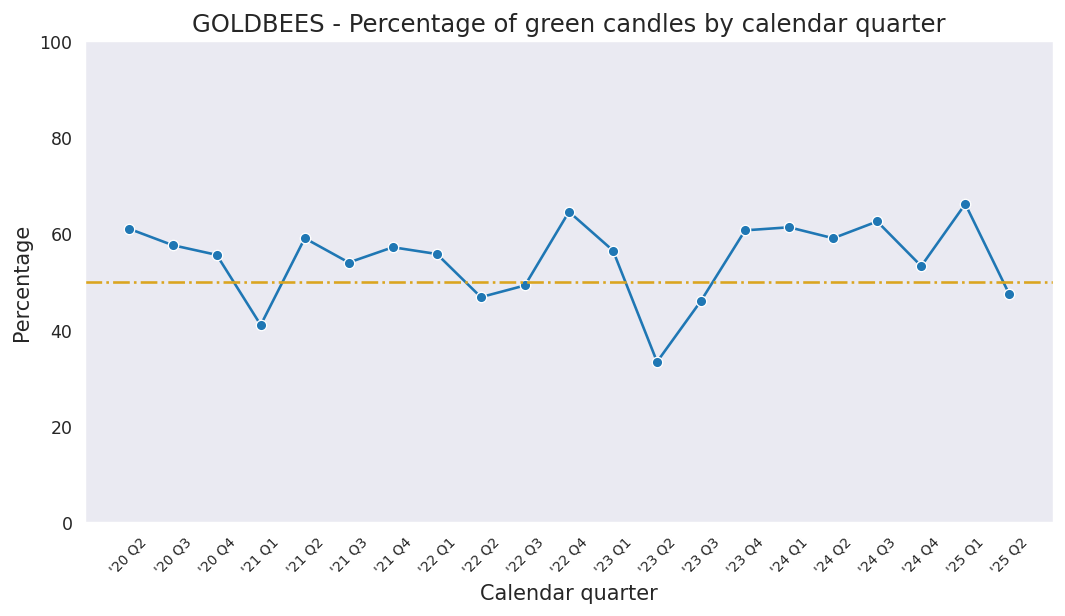 GOLDBEES - Percentage of green candles by calendar quarter
100
80
60
40
20
0
Percentage
'20 Q2
'20 Q3
'20 Q4
'21 Q1
'21 Q2
'21 Q3
'21 Q4
'22 Q1
'22 Q2
'22 Q3
'22 Q4
'23 Q1
'23 Q2
'23 Q3
'23 Q4
'24 Q1
'24 Q2
'24 Q3
'24 Q4
'25 Q1
'25 Q2
Calendar quarter